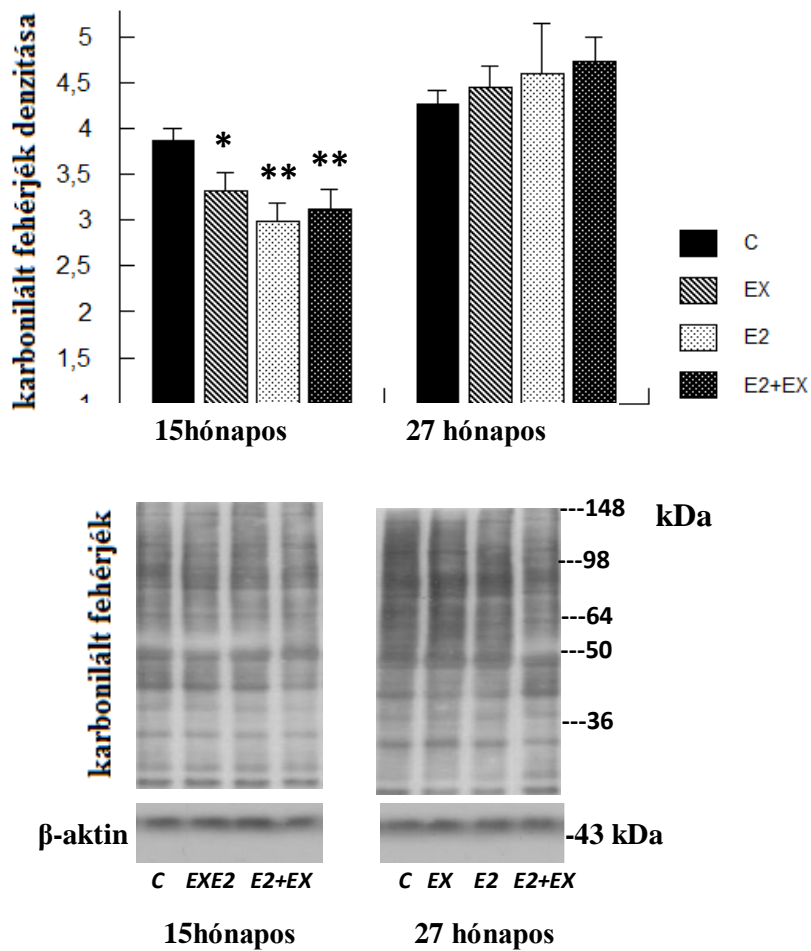 karbonilált fehérjék denzitása
5
4,5
4
3,5
3
2,5
2
1,5
1
* ** **
C
EX
E2
E2+EX
15hónapos 27 hónapos
karbonilált fehérjék
---148 kDa
---98
---64
---50
---36
β-aktin -43 kDa
C EXE2 E2+EX C EX E2 E2+EX
15hónapos 27 hónapos